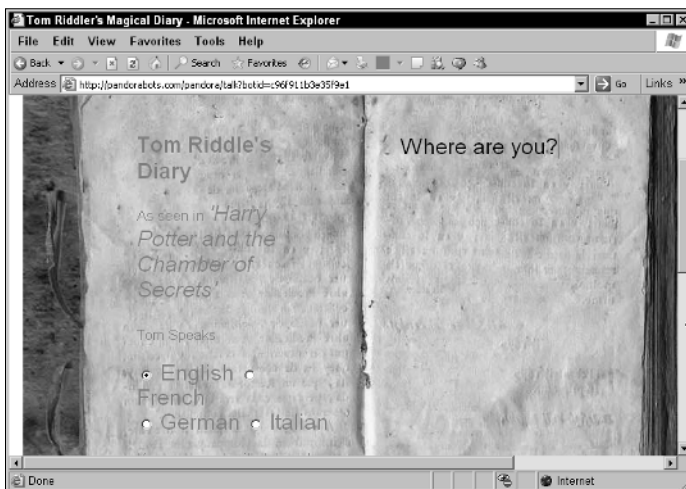 Tom Riddler's Magical Diary - Microsoft Internet Explorer
File Edit View Favorites Tools Help
Back Search Favorites
Address http://pandorabots.com/pandora/talk?botid=c96f911b3e35f9e1 Go Links »
Tom Riddle's
Diary
As seen in 'Harry
Potter and the
Chamber of
Secrets'
Tom Speaks
English
French
German Italian
Where are you?
Done Internet